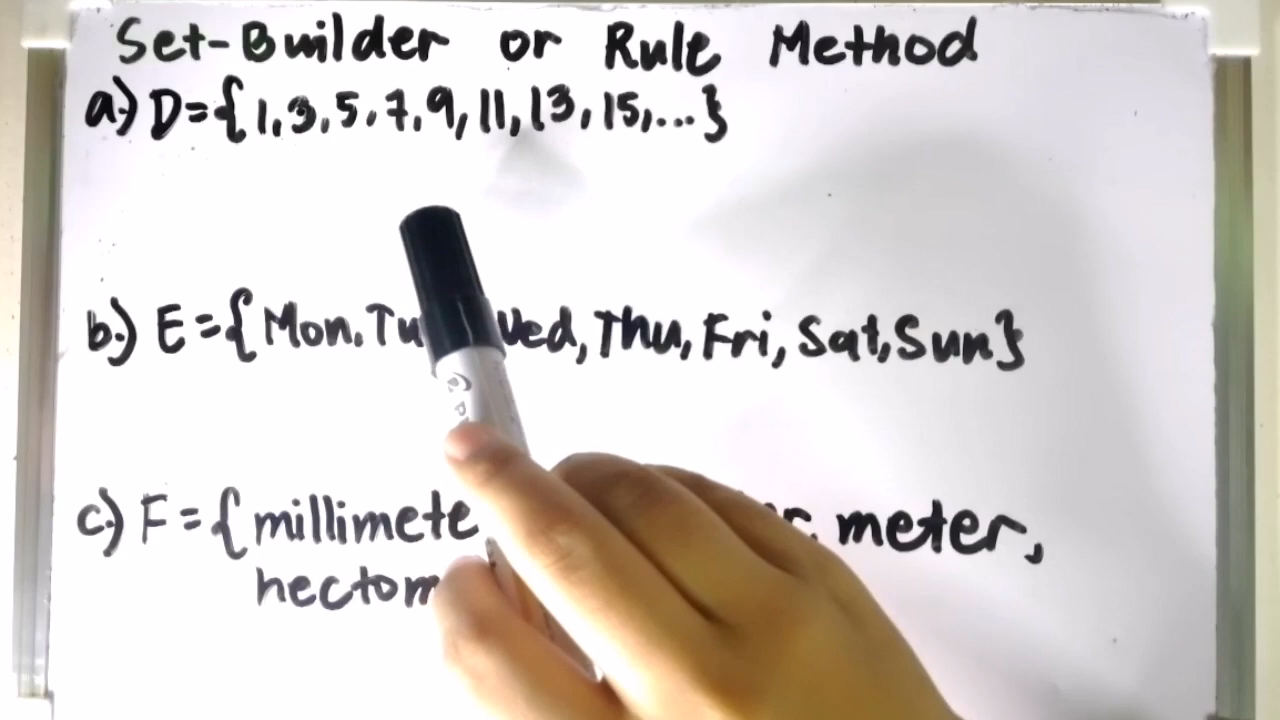 Set-Builder or Rule Method
a.) D={1,3,5,7,9,11,13,15,...}
b.) E={Mon,Tu Wed,Thu,Fri,Sat,Sun}
c.) F={millimete r, meter,
hectom